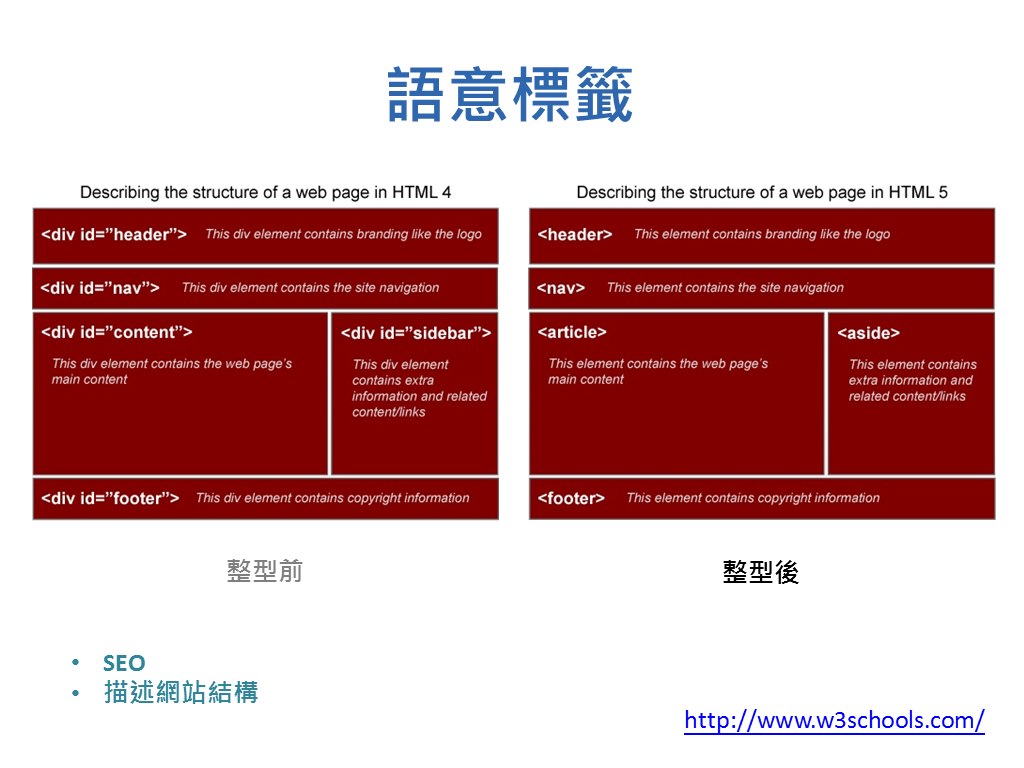 語意標籤
Describing the structure of a web page in HTML 4
<div id=”header”> This div element contains branding like the logo
<div id=”nav”> This div element contains the site navigation
<div id=”content”>
This div element contains the web page’s
main content
<div id=”sidebar”>
This div element
contains extra
information and related
content/links
<div id=”footer”> This div element contains copyright information
整型前
Describing the structure of a web page in HTML 5
<header> This element contains branding like the logo
<nav> This element contains the site navigation
<article>
This element contains the web page’s
main content
<aside>
This element contains
extra information and
related content/links
<footer> This element contains copyright information
整型後
• SEO
• 描述網站結構
http://www.w3schools.com/